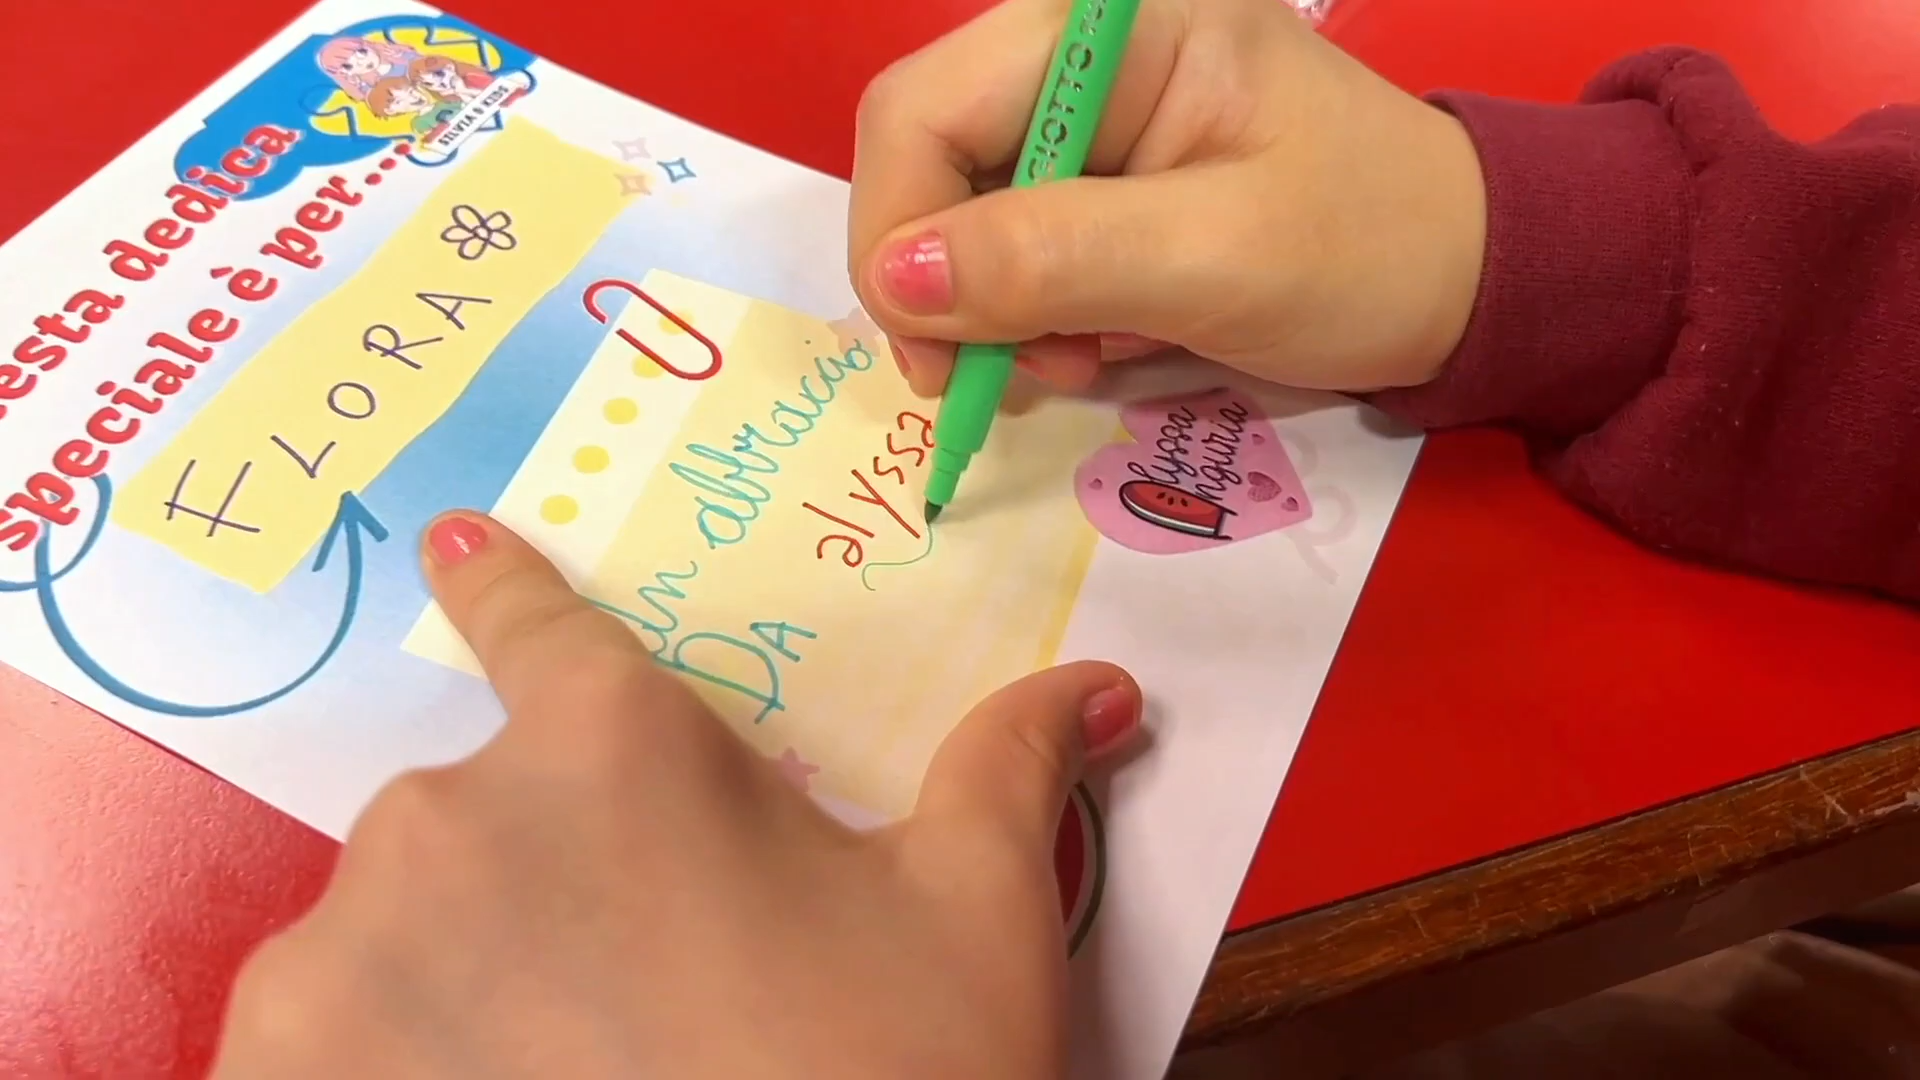 esta dedica
speciale è per...
SILVIA & KIDS
FLORA
Un abbraccio
DA
alyssa
Alyssa
Anguria
GIOTTO